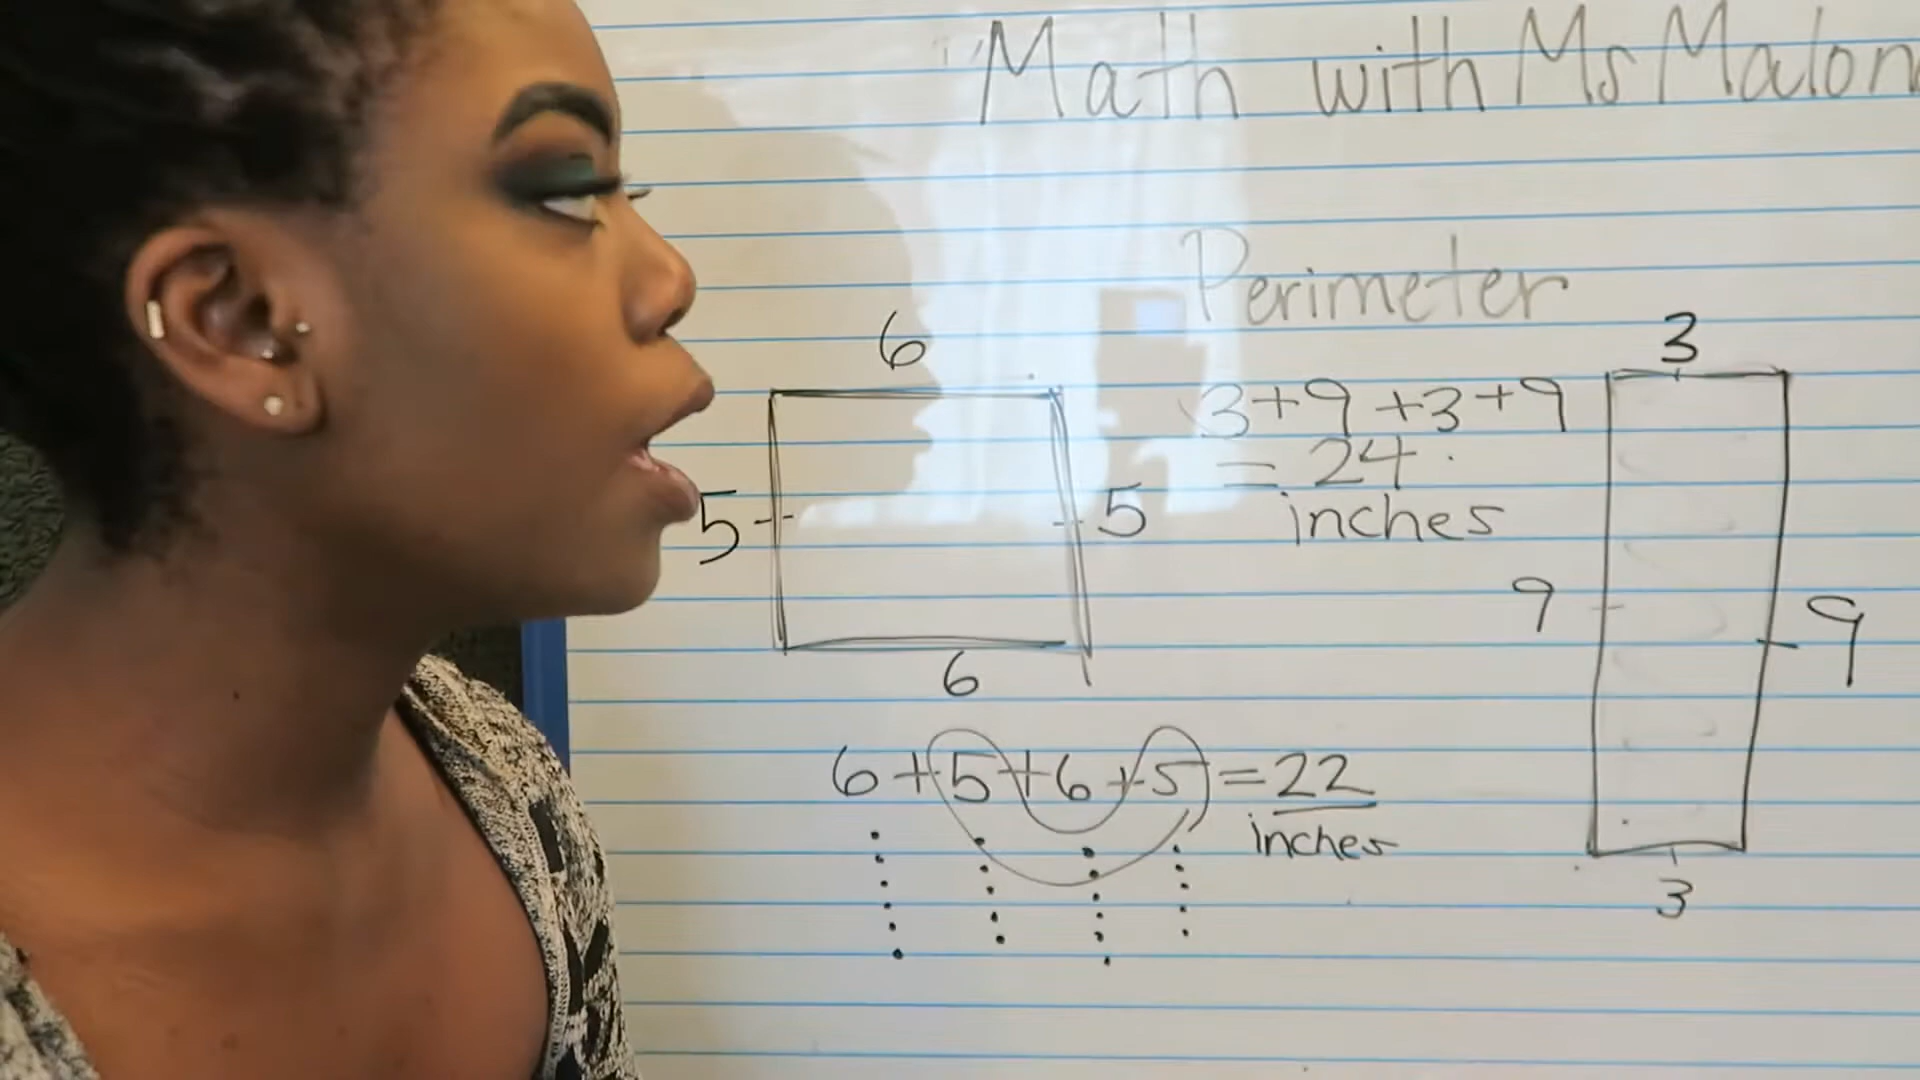 Math with Ms Malon
Perimeter
6
5
5
6
6+5+6+5=22
inches
3+9+3+9
= 24
inches
3
9
9
3